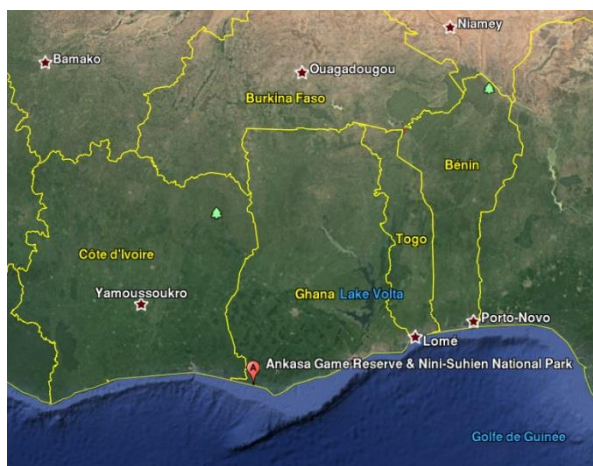 Niamey
Bamako
Ouagadougou
Burkina Faso
Bénin
Togo
Côte d'Ivoire
Yamoussoukro
Ghana Lake Volta
Porto-Novo
Lomé
A
Ankasa Game Reserve & Nini-Suhien National Park
Golfe de Guinée